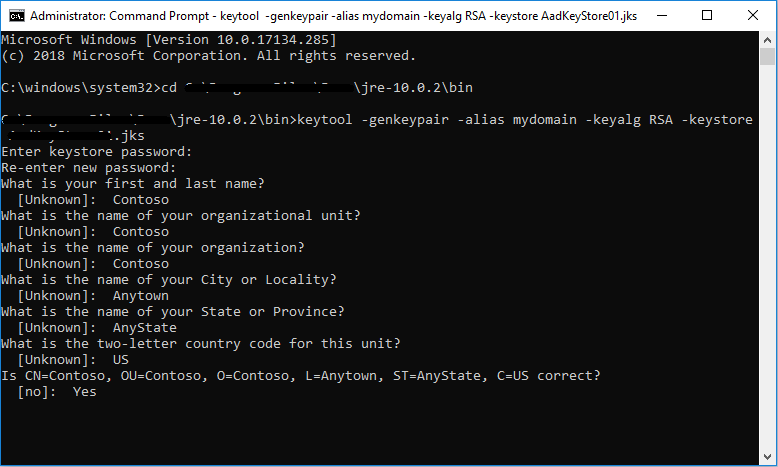 Administrator: Command Prompt - keytool -genkeypair -alias mydomain -keyalg RSA -keystore AadKeyStore01.jks
Microsoft Windows [Version 10.0.17134.285]
(c) 2018 Microsoft Corporation. All rights reserved.
C:\windows\system32>cd \jre-10.0.2\bin
\jre-10.0.2\bin>keytool -genkeypair -alias mydomain -keyalg RSA -keystore
.jks
Enter keystore password:
Re-enter new password:
What is your first and last name?
[Unknown]: Contoso
What is the name of your organizational unit?
[Unknown]: Contoso
What is the name of your organization?
[Unknown]: Contoso
What is the name of your City or Locality?
[Unknown]: Anytown
What is the name of your State or Province?
[Unknown]: AnyState
What is the two-letter country code for this unit?
[Unknown]: US
Is CN=Contoso, OU=Contoso, O=Contoso, L=Anytown, ST=AnyState, C=US correct?
[no]: Yes